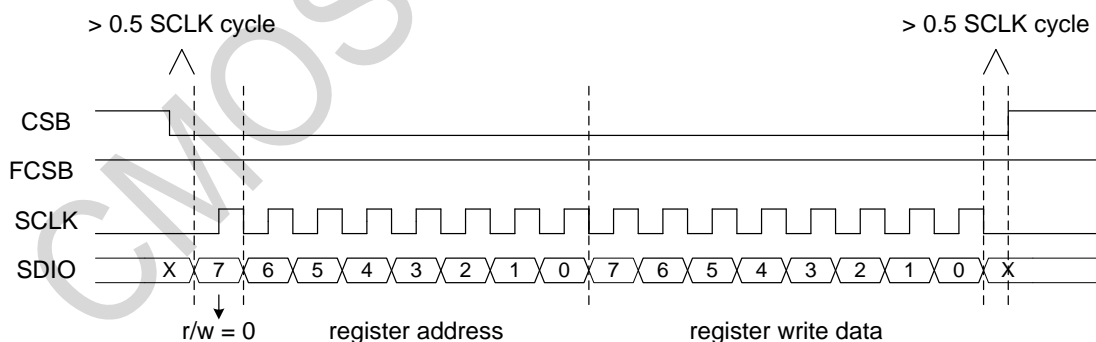 > 0.5 SCLK cycle > 0.5 SCLK cycle
CSB
FCSB
SCLK
SDIO X 7 6 5 4 3 2 1 0 7 6 5 4 3 2 1 0 X
r/w = 0 register address register write data
CMOS